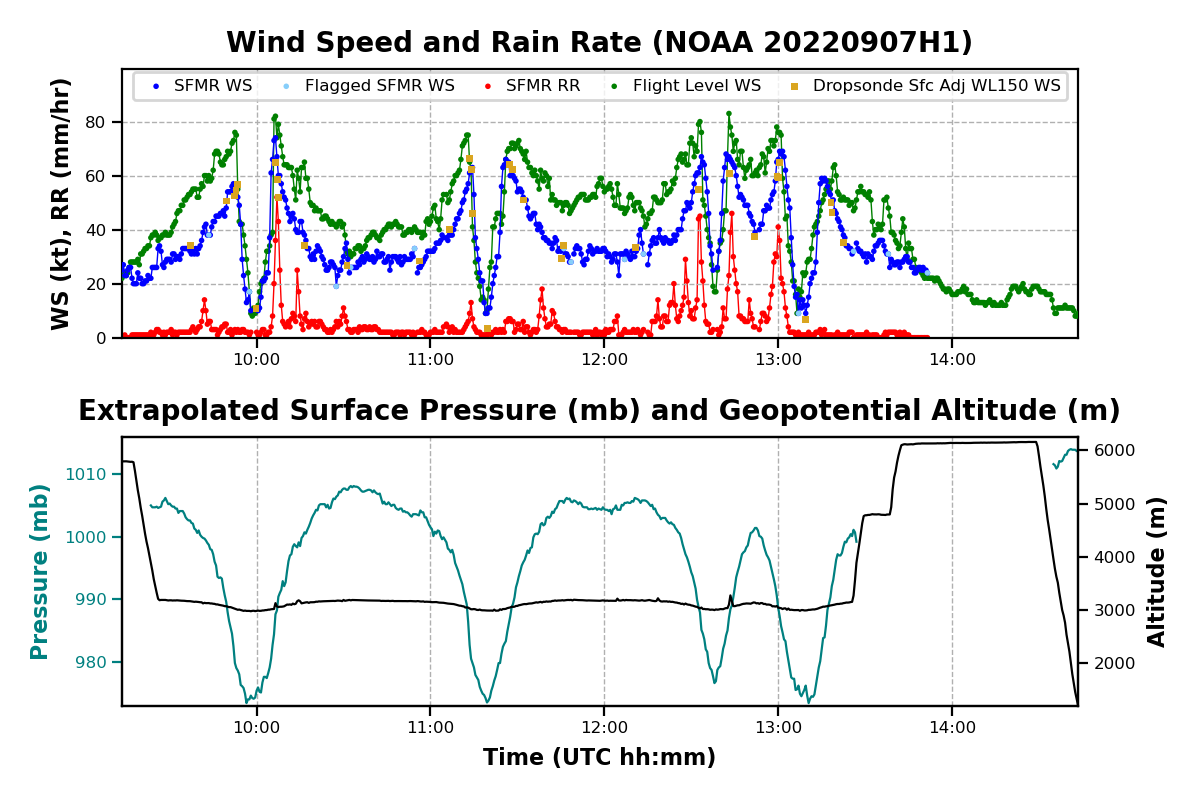 Wind Speed and Rain Rate (NOAA 20220907H1)
SFMR WS Flagged SFMR WS SFMR RR Flight Level WS Dropsonde Sfc Adj WL150 WS
WS (kt), RR (mm/hr)
80
60
40
20
0
10:00 11:00 12:00 13:00 14:00
Extrapolated Surface Pressure (mb) and Geopotential Altitude (m)
Pressure (mb)
1010
1000
990
980
6000
5000
4000
3000
2000
Altitude (m)
10:00 11:00 12:00 13:00 14:00
Time (UTC hh:mm)